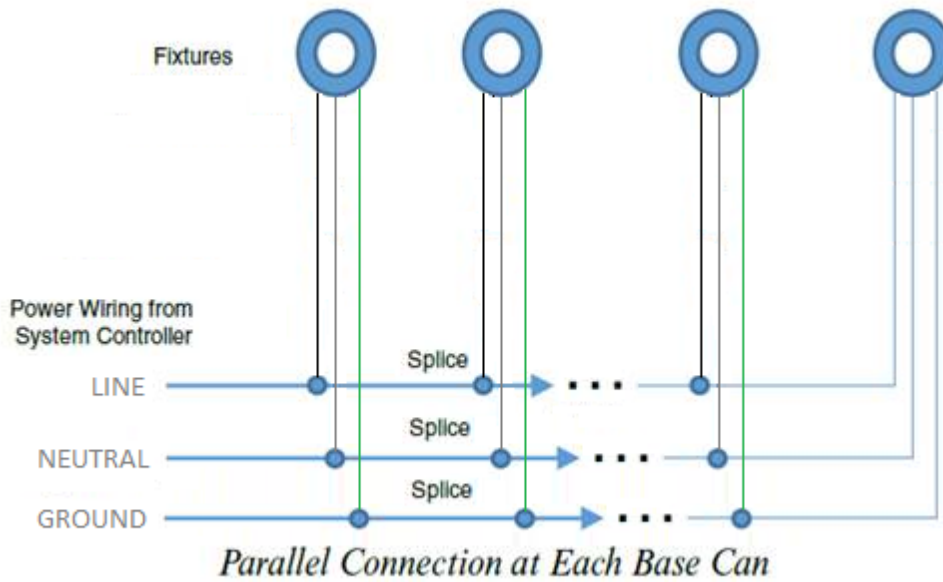 Fixtures
Power Wiring from
System Controller
Splice
LINE
Splice
NEUTRAL
Splice
GROUND
Parallel Connection at Each Base Can